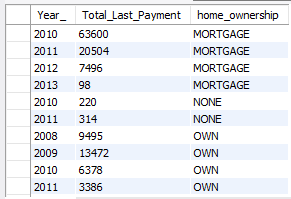 Year_ Total_Last_Payment home_ownership
2010 63600 MORTGAGE
2011 20504 MORTGAGE
2012 7496 MORTGAGE
2013 98 MORTGAGE
2010 220 NONE
2011 314 NONE
2008 9495 OWN
2009 13472 OWN
2010 6378 OWN
2011 3386 OWN